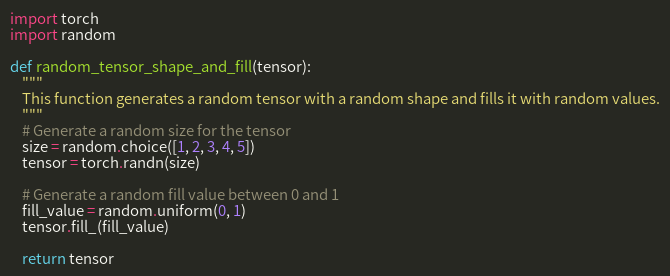 import torch
import random
def random_tensor_shape_and_fill(tensor):
"""
This function generates a random tensor with a random shape and fills it with random values.
"""
# Generate a random size for the tensor
size = random.choice([1, 2, 3, 4, 5])
tensor = torch.randn(size)
# Generate a random fill value between 0 and 1
fill_value = random.uniform(0, 1)
tensor.fill_(fill_value)
return tensor